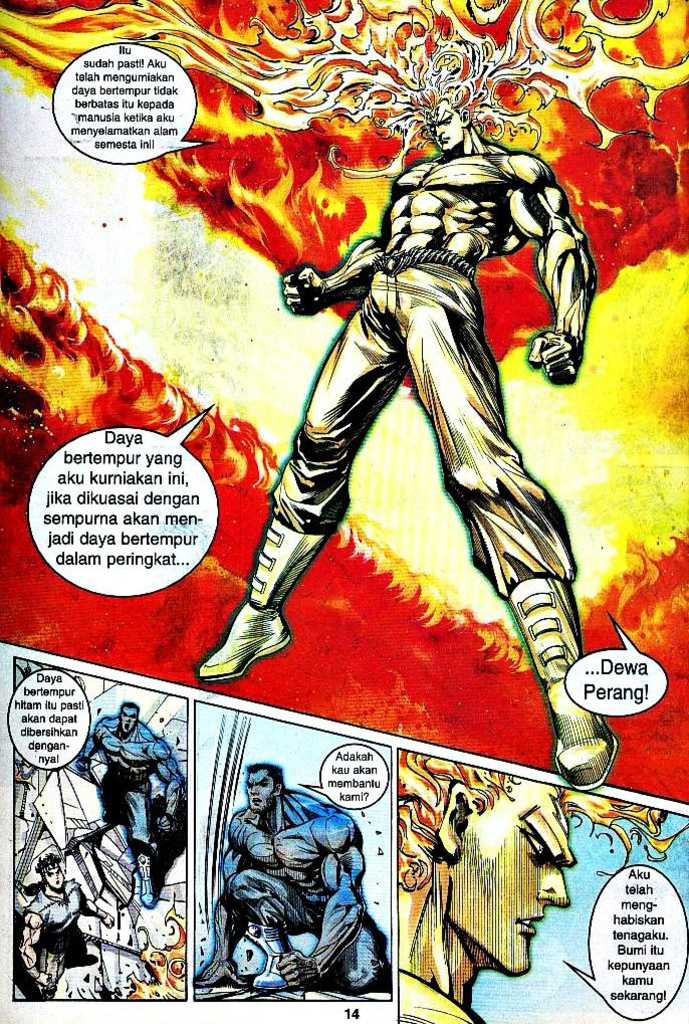 Itu
sudah pasti! Aku
telah mengurniakan
daya bertempur tidak
berbatas itu kepada
manusia ketika aku
menyelamatkan alam
semesta ini!
Daya
bertempur yang
aku kurniakan ini,
jika dikuasai dengan
sempurna akan men-
jadi daya bertempur
dalam peringkat...
...Dewa
Perang!
Daya
bertempur
hitam itu pasti
akan dapat
dibersihkan
dengan-
nya!
Adakah
kau akan
membantu
kami?
Aku
telah
meng-
habiskan
tenagaku.
Bumi itu
kepunyaan
kamu
sekarang!
14